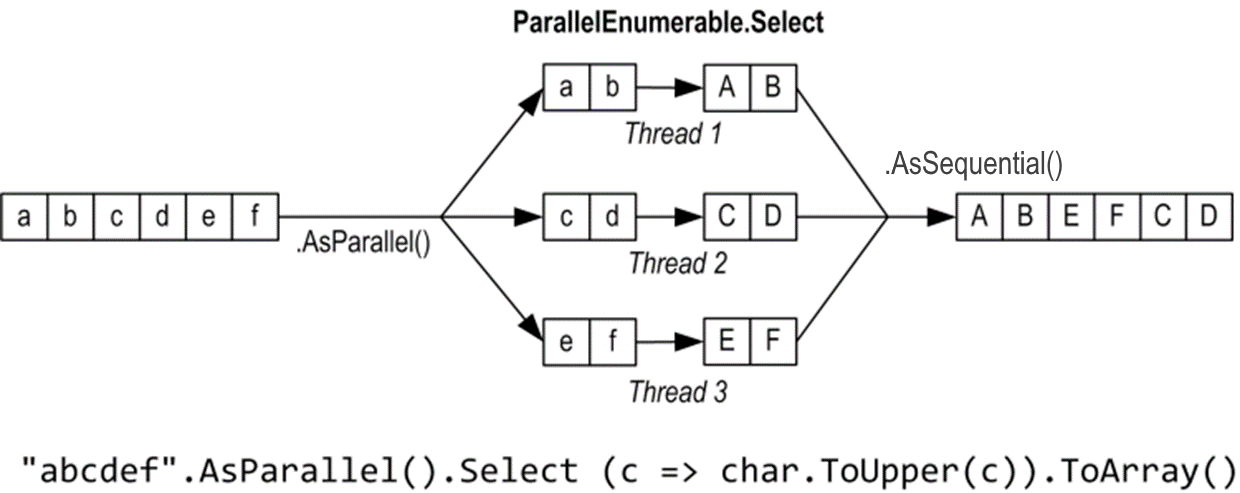 ParallelEnumerable.Select
a b A B
Thread 1
.AsSequential()
a b c d e f
.AsParallel()
c d C D
Thread 2
A B E F C D
e f E F
Thread 3
"abcdef".AsParallel().Select (c => char.ToUpper(c)).ToArray()